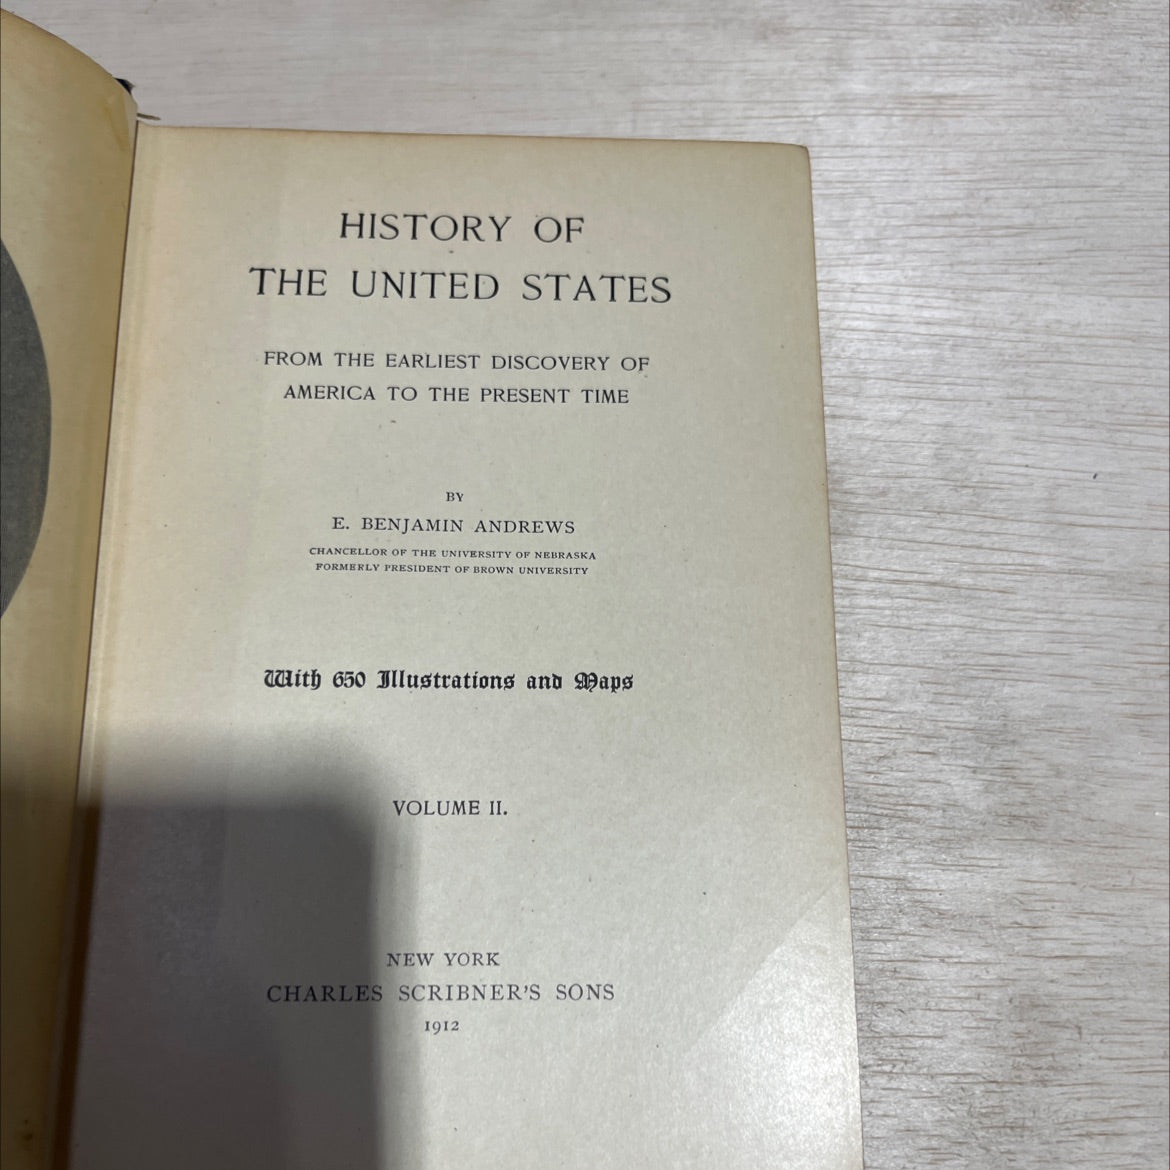 HISTORY OF
THE UNITED STATES
FROM THE EARLIEST DISCOVERY OF
AMERICA TO THE PRESENT TIME
BY
E. BENJAMIN ANDREWS
CHANCELLOR OF THE UNIVERSITY OF NEBRASKA
FORMERLY PRESIDENT OF BROWN UNIVERSITY
With 650 Illustrations and Maps
VOLUME II.
NEW YORK
CHARLES SCRIBNER'S SONS
1912